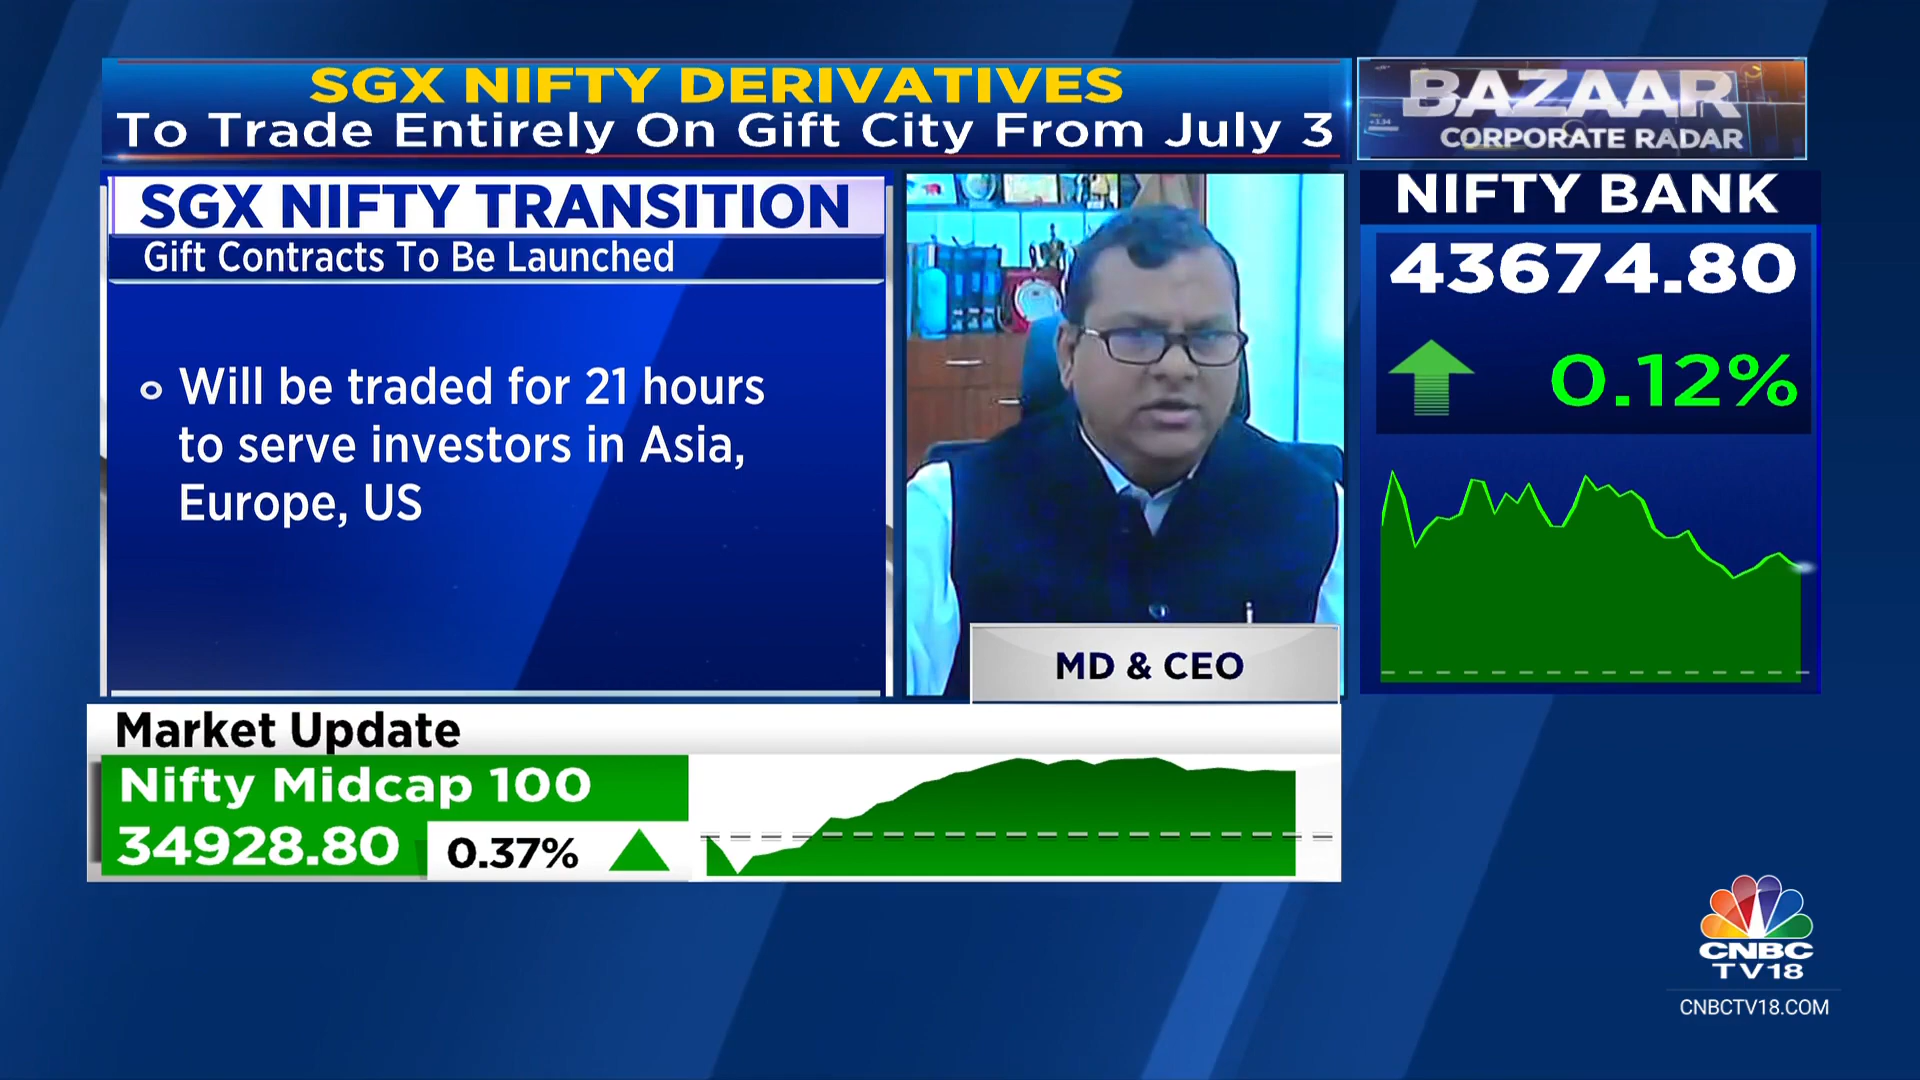 SGX NIFTY DERIVATIVES
To Trade Entirely On Gift City From July 3
BAZAAR
CORPORATE RADAR
SGX NIFTY TRANSITION
Gift Contracts To Be Launched
Will be traded for 21 hours
to serve investors in Asia,
Europe, US
MD & CEO
NIFTY BANK
43674.80
0.12%
Market Update
Nifty Midcap 100
34928.80
0.37%
CNBC
TV18
CNBCTV18.COM